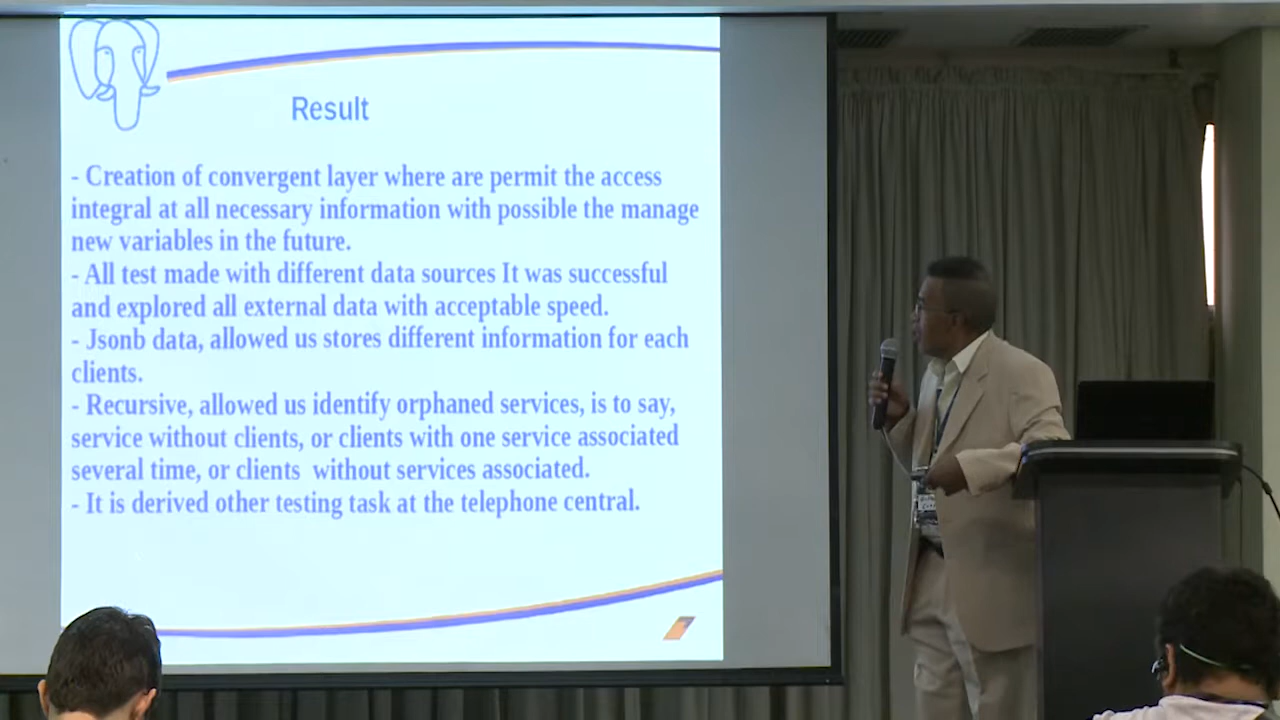 Result
- Creation of convergent layer where are permit the access
integral at all necessary information with possible the manage
new variables in the future.
- All test made with different data sources It was successful
and explored all external data with acceptable speed.
- Jsonb data, allowed us stores different information for each
clients.
- Recursive, allowed us identify orphaned services, is to say,
service without clients, or clients with one service associated
several time, or clients without services associated.
- It is derived other testing task at the telephone central.